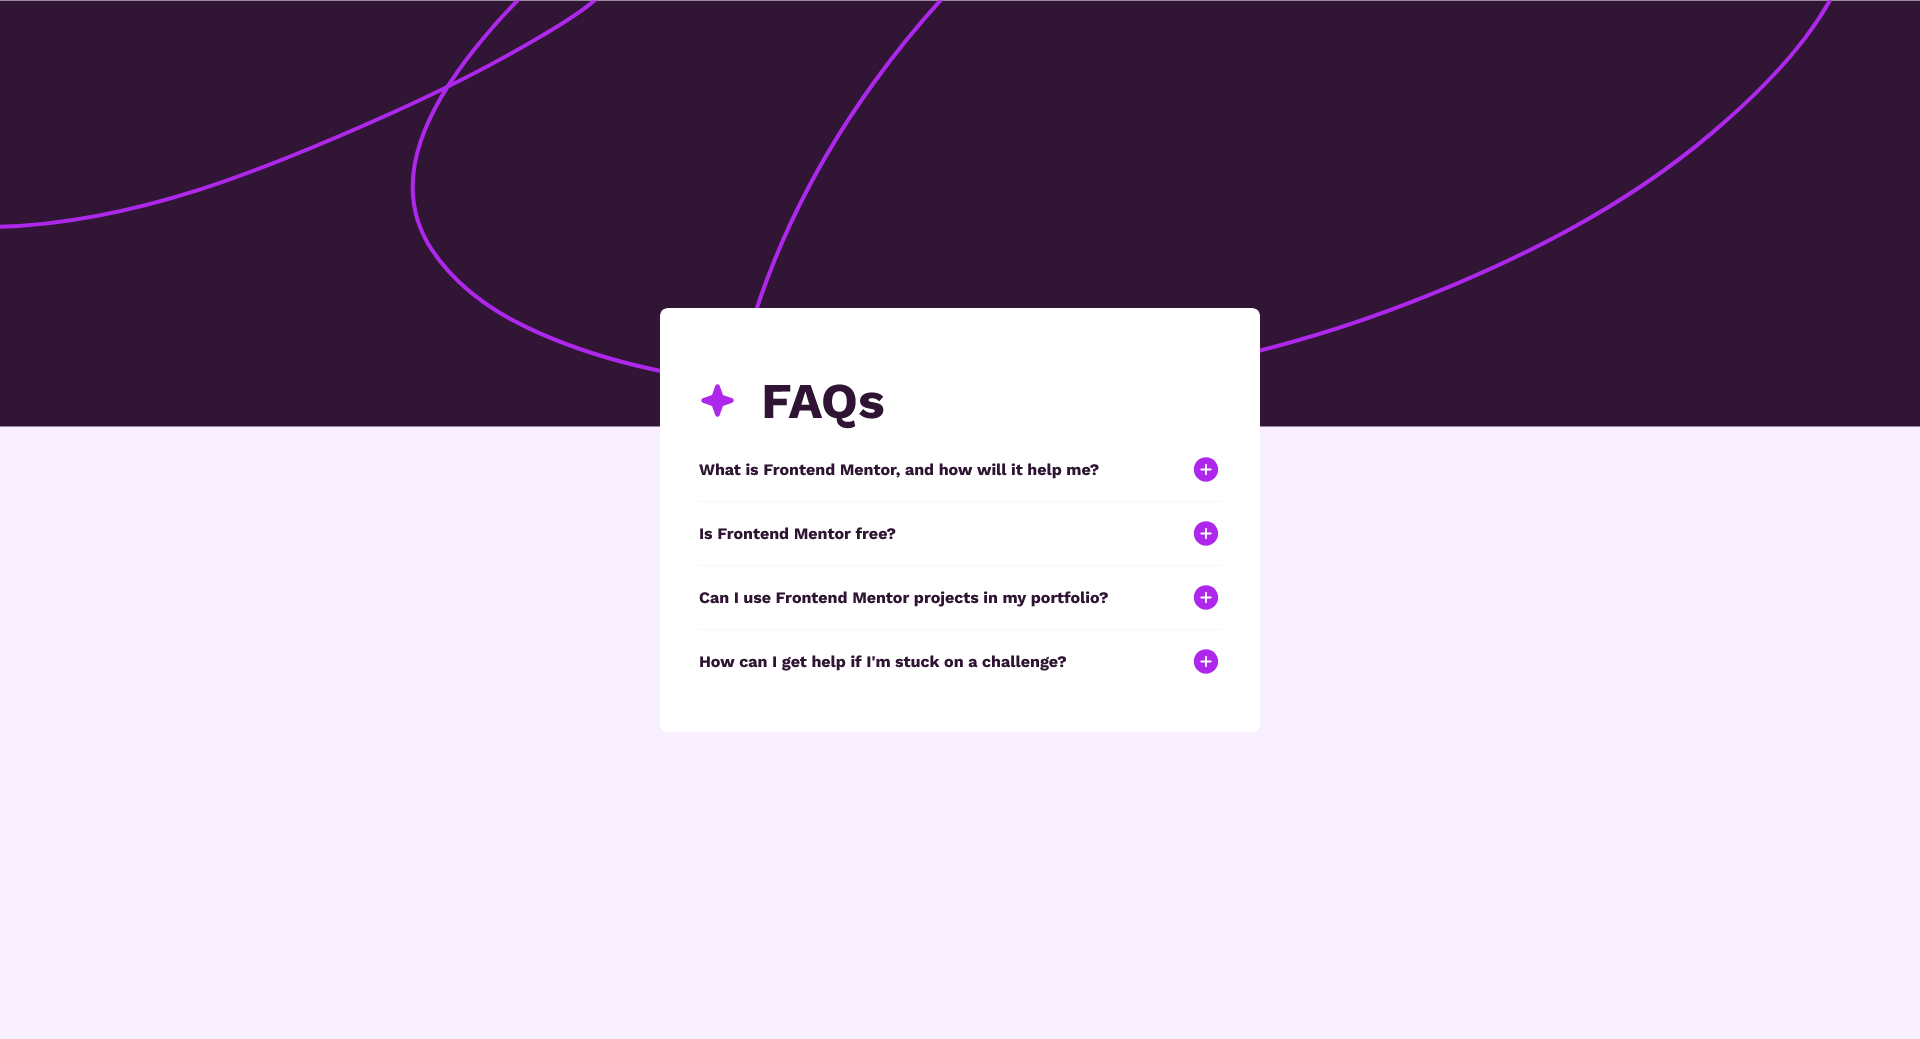 FAQs
What is Frontend Mentor, and how will it help me?
Is Frontend Mentor free?
Can I use Frontend Mentor projects in my portfolio?
How can I get help if I'm stuck on a challenge?